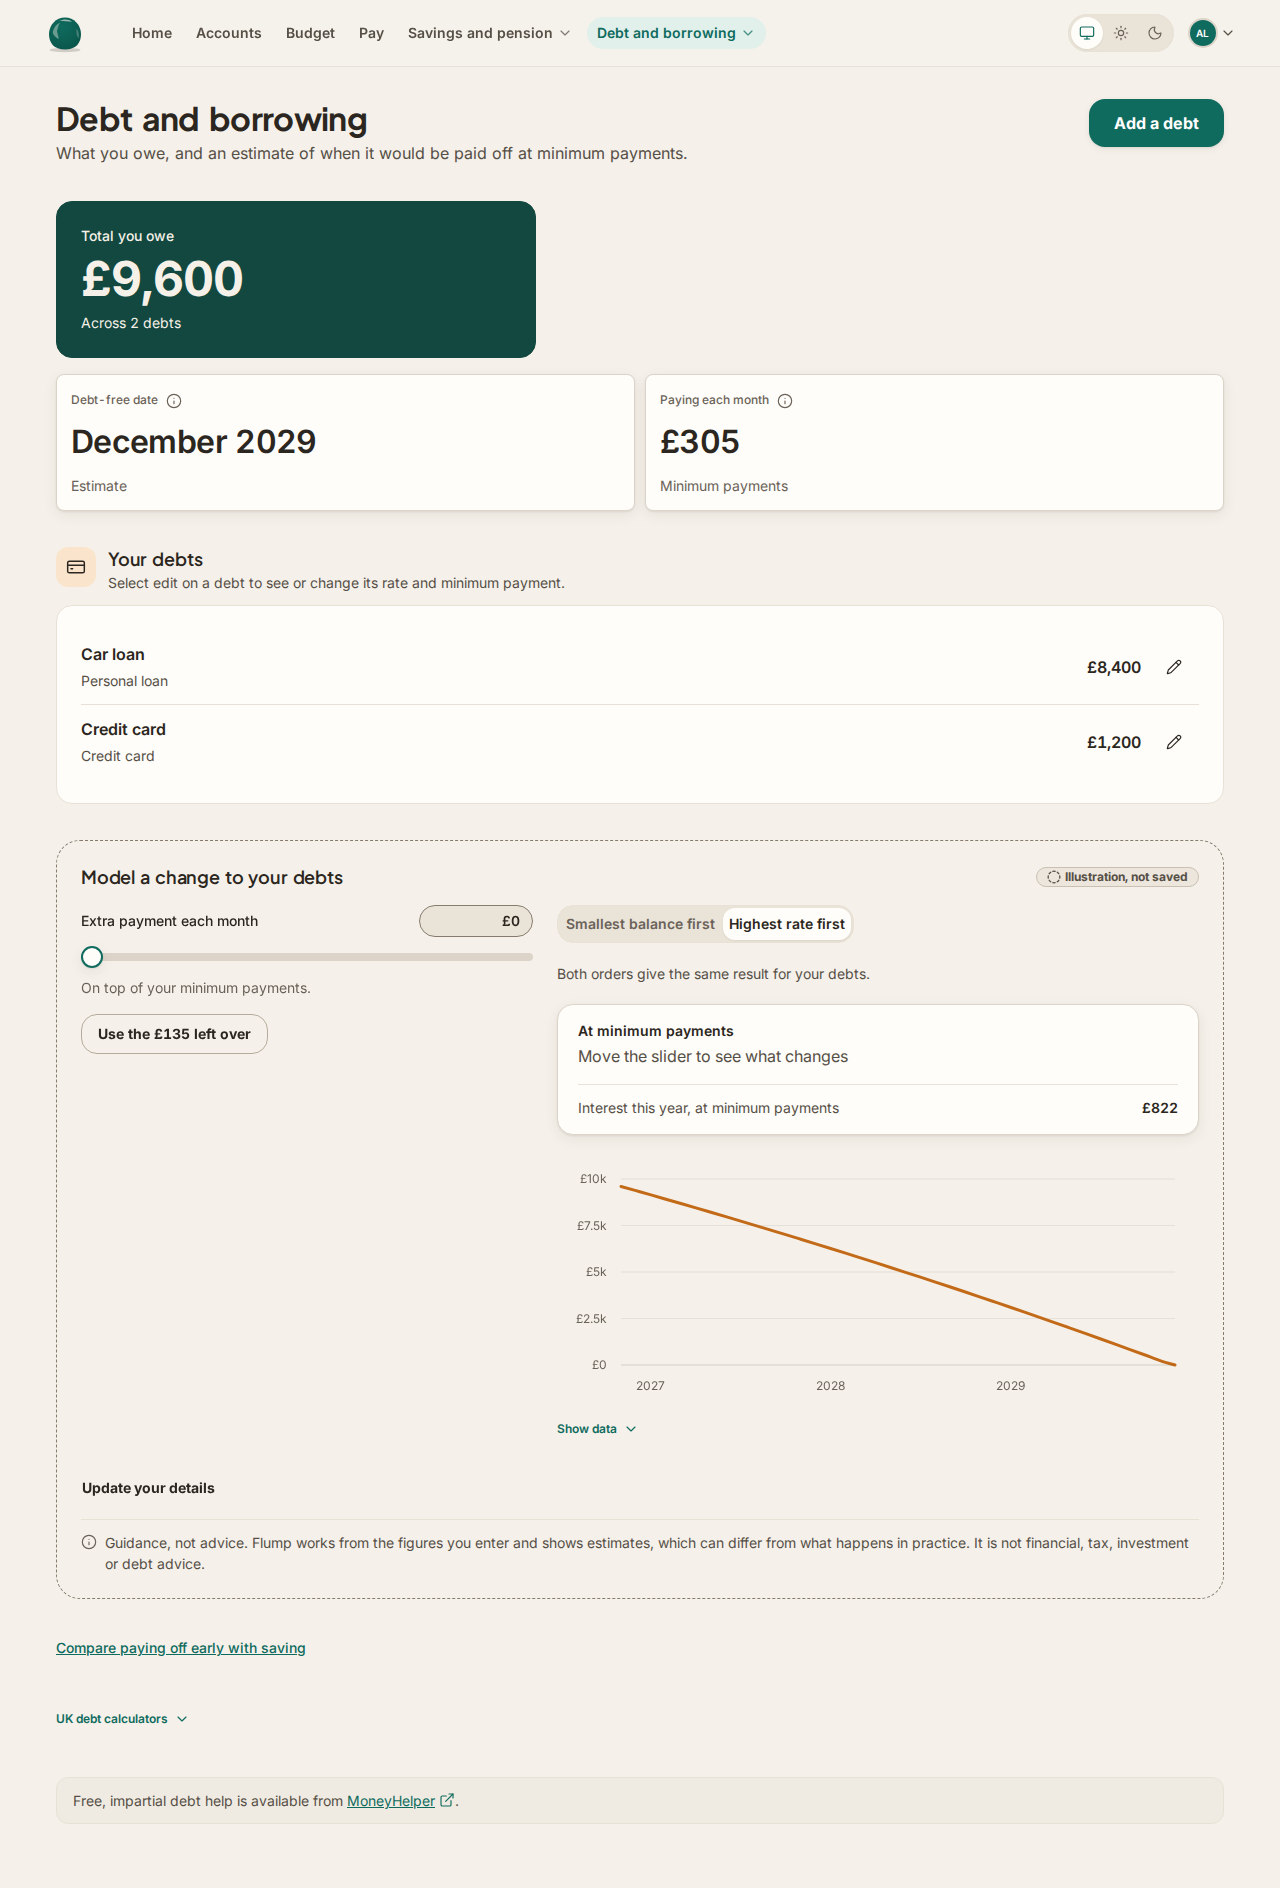 Home
Accounts
Budget
Pay
Savings and pension
Debt and borrowing
AL
Debt and borrowing
Add a debt
What you owe, and an estimate of when it would be paid off at minimum payments.
Total you owe
£9,600
Across 2 debts
Debt-free date
December 2029
Estimate
Paying each month
£305
Minimum payments
Your debts
Select edit on a debt to see or change its rate and minimum payment.
Car loan
Personal loan
£8,400
Credit card
Credit card
£1,200
Model a change to your debts
Illustration, not saved
Extra payment each month
£0
On top of your minimum payments.
Use the £135 left over
Smallest balance first
Highest rate first
Both orders give the same result for your debts.
At minimum payments
Move the slider to see what changes
Interest this year, at minimum payments
£822
£10k
£7.5k
£5k
£2.5k
£0
2027
2028
2029
Show data
Update your details
Guidance, not advice. Flump works from the figures you enter and shows estimates, which can differ from what happens in practice. It is not financial, tax, investment
or debt advice.
Compare paying off early with saving
UK debt calculators
Free, impartial debt help is available from MoneyHelper.